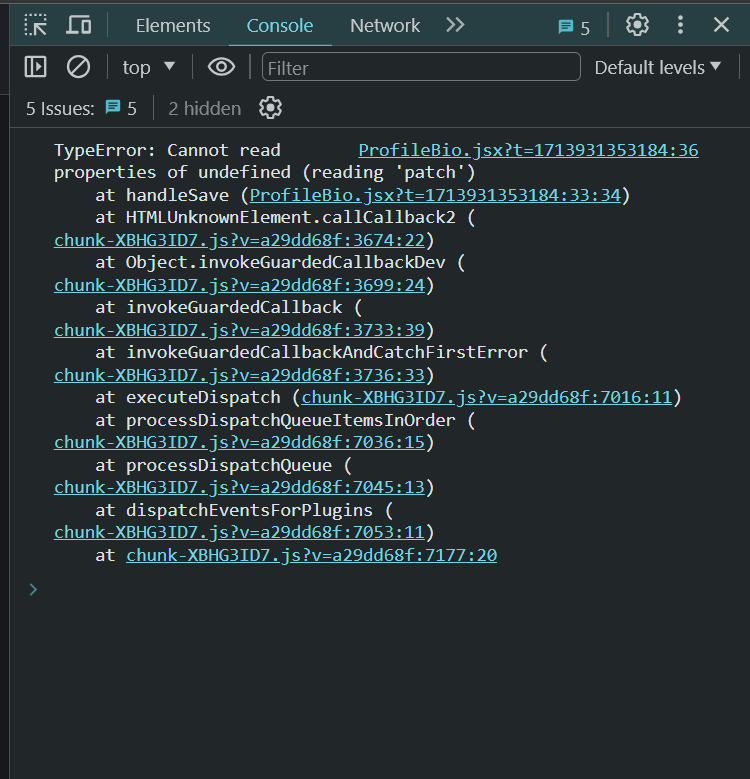 Elements Console Network 5
top Filter Default levels
5 Issues: 5 2 hidden
TypeError: Cannot read ProfileBio.jsx?t=1713931353184:36
properties of undefined (reading 'patch')
at handleSave (ProfileBio.jsx?t=1713931353184:33:34)
at HTMLUnknownElement.callCallback2 (
chunk-XBHG3ID7.js?v=a29dd68f:3674:22)
at Object.invokeGuardedCallbackDev (
chunk-XBHG3ID7.js?v=a29dd68f:3699:24)
at invokeGuardedCallback (
chunk-XBHG3ID7.js?v=a29dd68f:3733:39)
at invokeGuardedCallbackAndCatchFirstError (
chunk-XBHG3ID7.js?v=a29dd68f:3736:33)
at executeDispatch (chunk-XBHG3ID7.js?v=a29dd68f:7016:11)
at processDispatchQueueItemsInOrder (
chunk-XBHG3ID7.js?v=a29dd68f:7036:15)
at processDispatchQueue (
chunk-XBHG3ID7.js?v=a29dd68f:7045:13)
at dispatchEventsForPlugins (
chunk-XBHG3ID7.js?v=a29dd68f:7053:11)
at chunk-XBHG3ID7.js?v=a29dd68f:7177:20